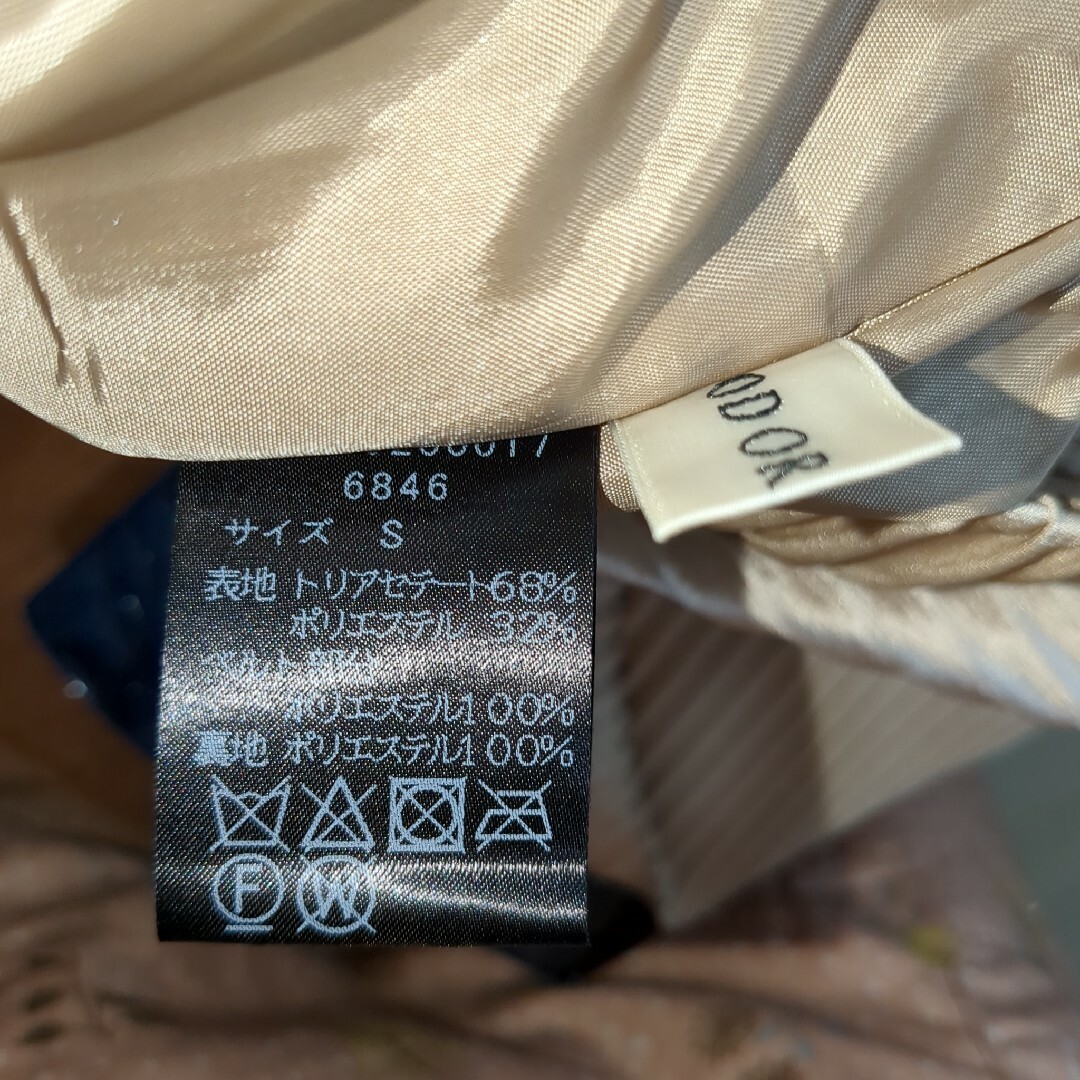 6846
サイズ S
表地 トリアセテート68%
ポリエステル 32%
ポリエステル100%
裏地 ポリエステル100%
F
W
ODOR